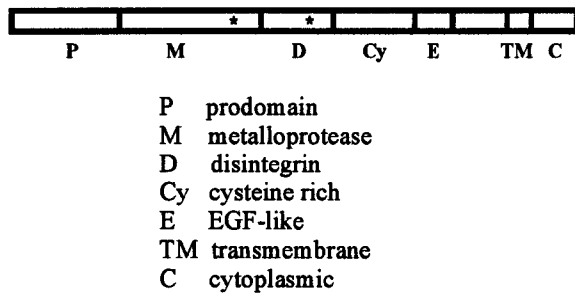 * *
P M D Cy E TM C
P prodomain
M metalloprotease
D disintegrin
Cy cysteine rich
E EGF-like
TM transmembrane
C cytoplasmic